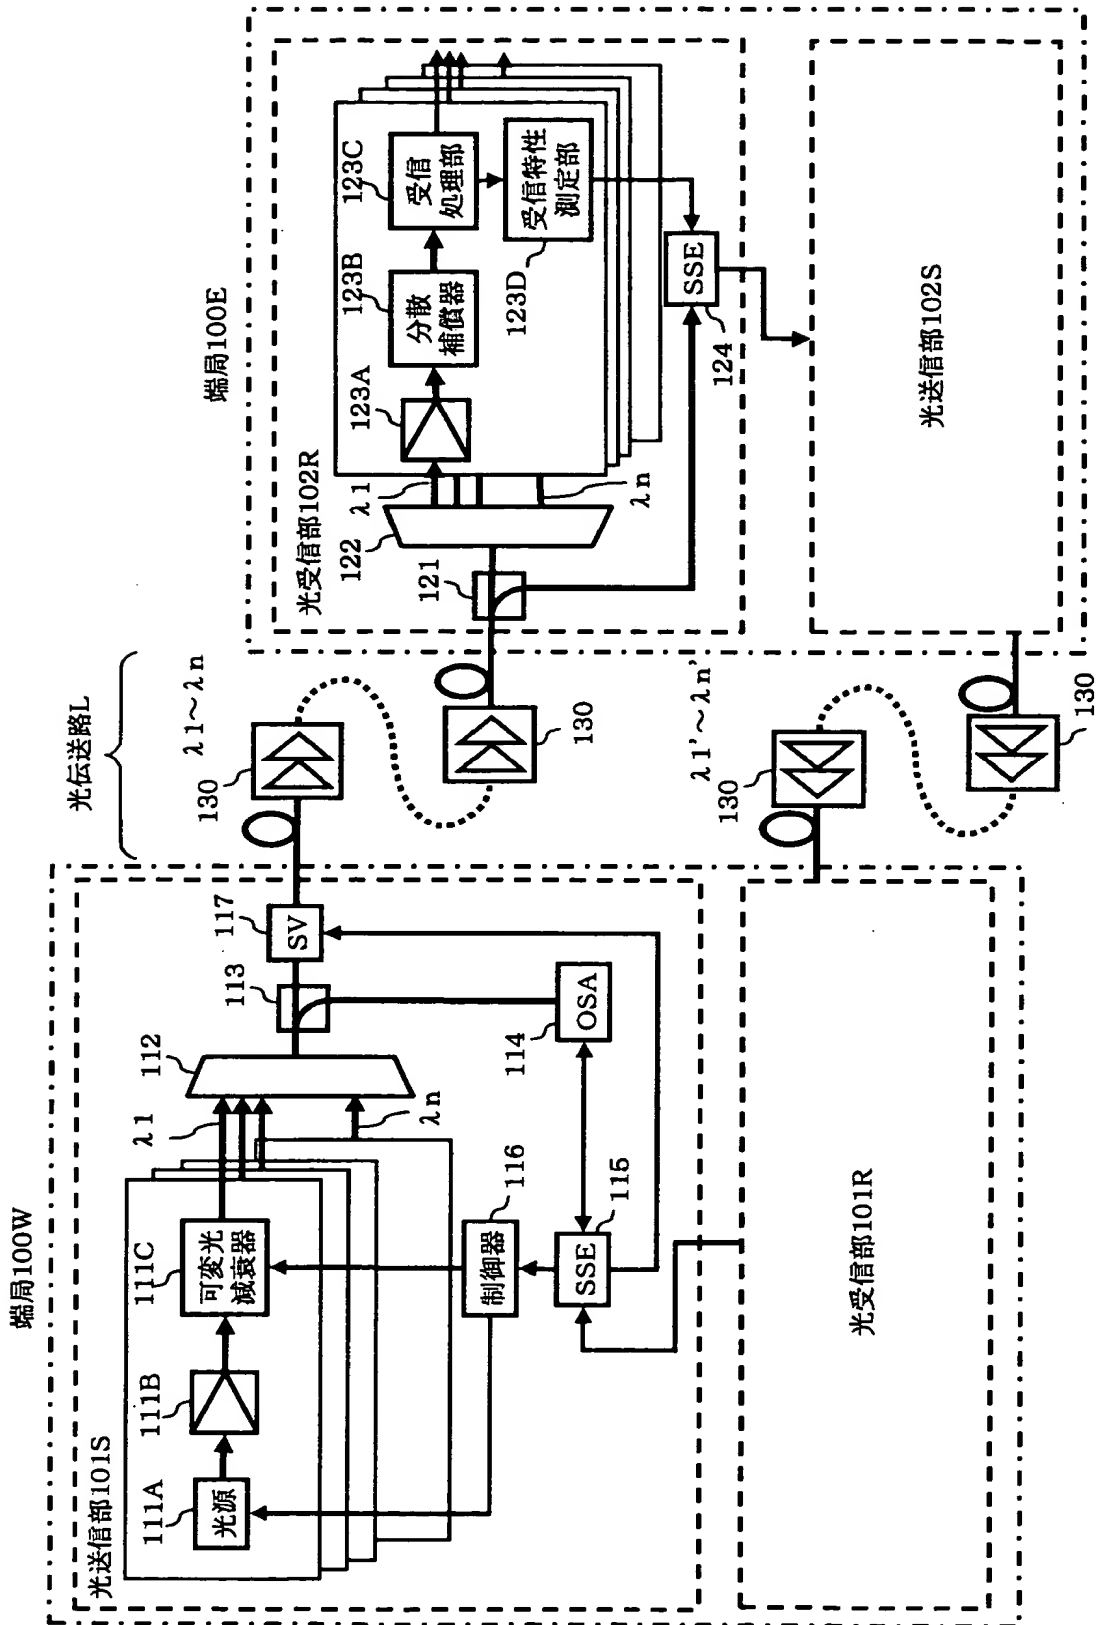 端局100W
光送信部101S
111A
光源
111B
111C
可変光
減衰器
λ1
λn
112
113
117
SV
114
OSA
116
制御器
115
SSE
光受信部101R
光伝送路L
λ1～λn
130
130
λ1'～λn'
130
130
端局100E
光受信部102R
121
122
λ1
λn
123A
123B
分散
補償器
123C
受信
処理部
123D
受信特性
測定部
SSE
124
光送信部102S